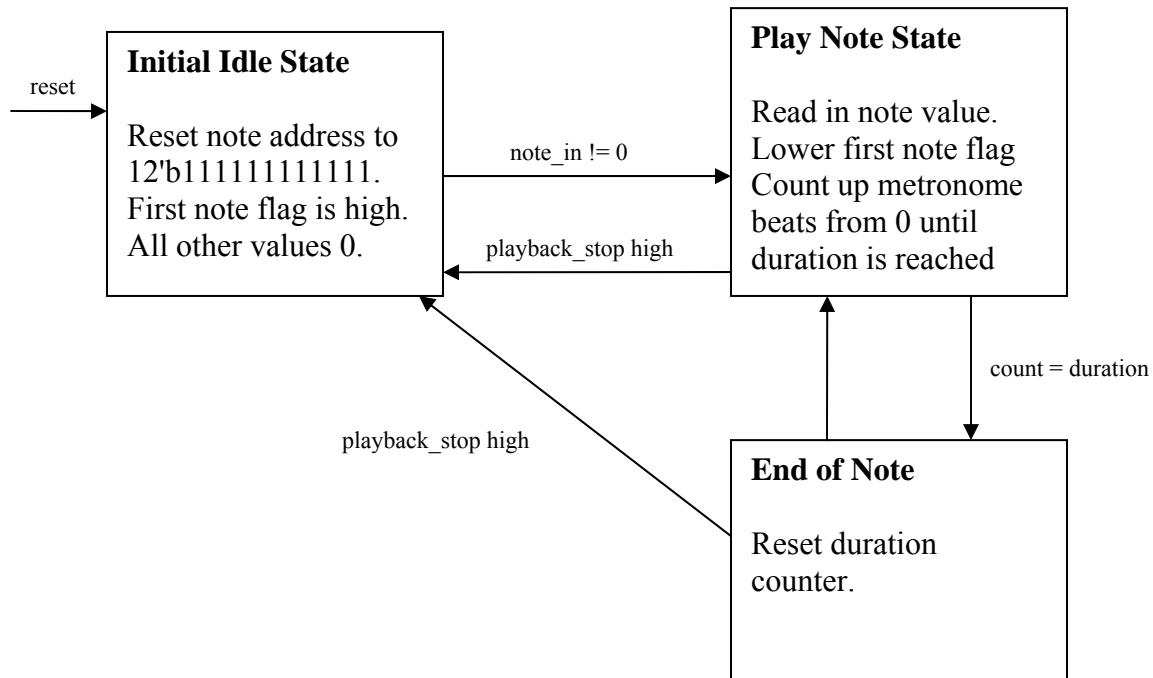 reset
Initial Idle State
Reset note address to
12'b111111111111.
First note flag is high.
All other values 0.
note_in != 0
playback_stop high
Play Note State
Read in note value.
Lower first note flag
Count up metronome
beats from 0 until
duration is reached
count = duration
playback_stop high
End of Note
Reset duration
counter.